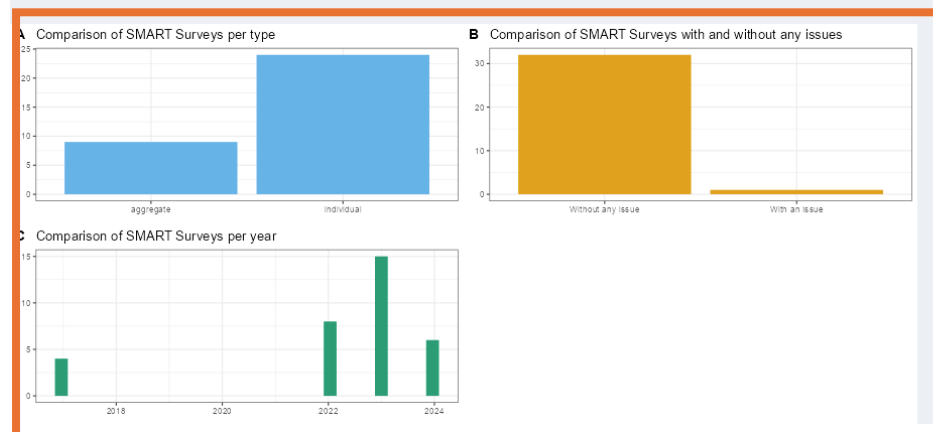 A Comparison of SMART Surveys per type
25
20
15
10
5
0
aggregate individual
B Comparison of SMART Surveys with and without any issues
30
20
10
0
Without any issue With an issue
C Comparison of SMART Surveys per year
15
10
5
0
2018 2020 2022 2024